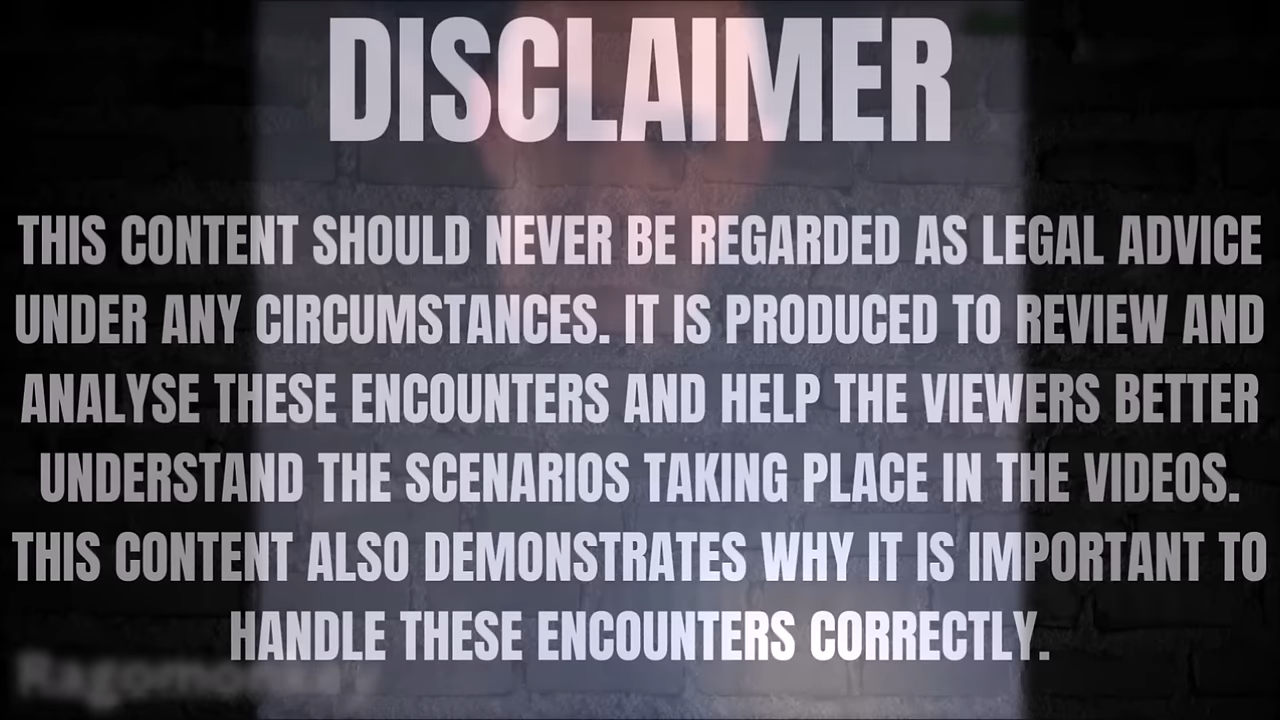 DISCLAIMER
THIS CONTENT SHOULD NEVER BE REGARDED AS LEGAL ADVICE
UNDER ANY CIRCUMSTANCES. IT IS PRODUCED TO REVIEW AND
ANALYSE THESE ENCOUNTERS AND HELP THE VIEWERS BETTER
UNDERSTAND THE SCENARIOS TAKING PLACE IN THE VIDEOS.
THIS CONTENT ALSO DEMONSTRATES WHY IT IS IMPORTANT TO
HANDLE THESE ENCOUNTERS CORRECTLY.